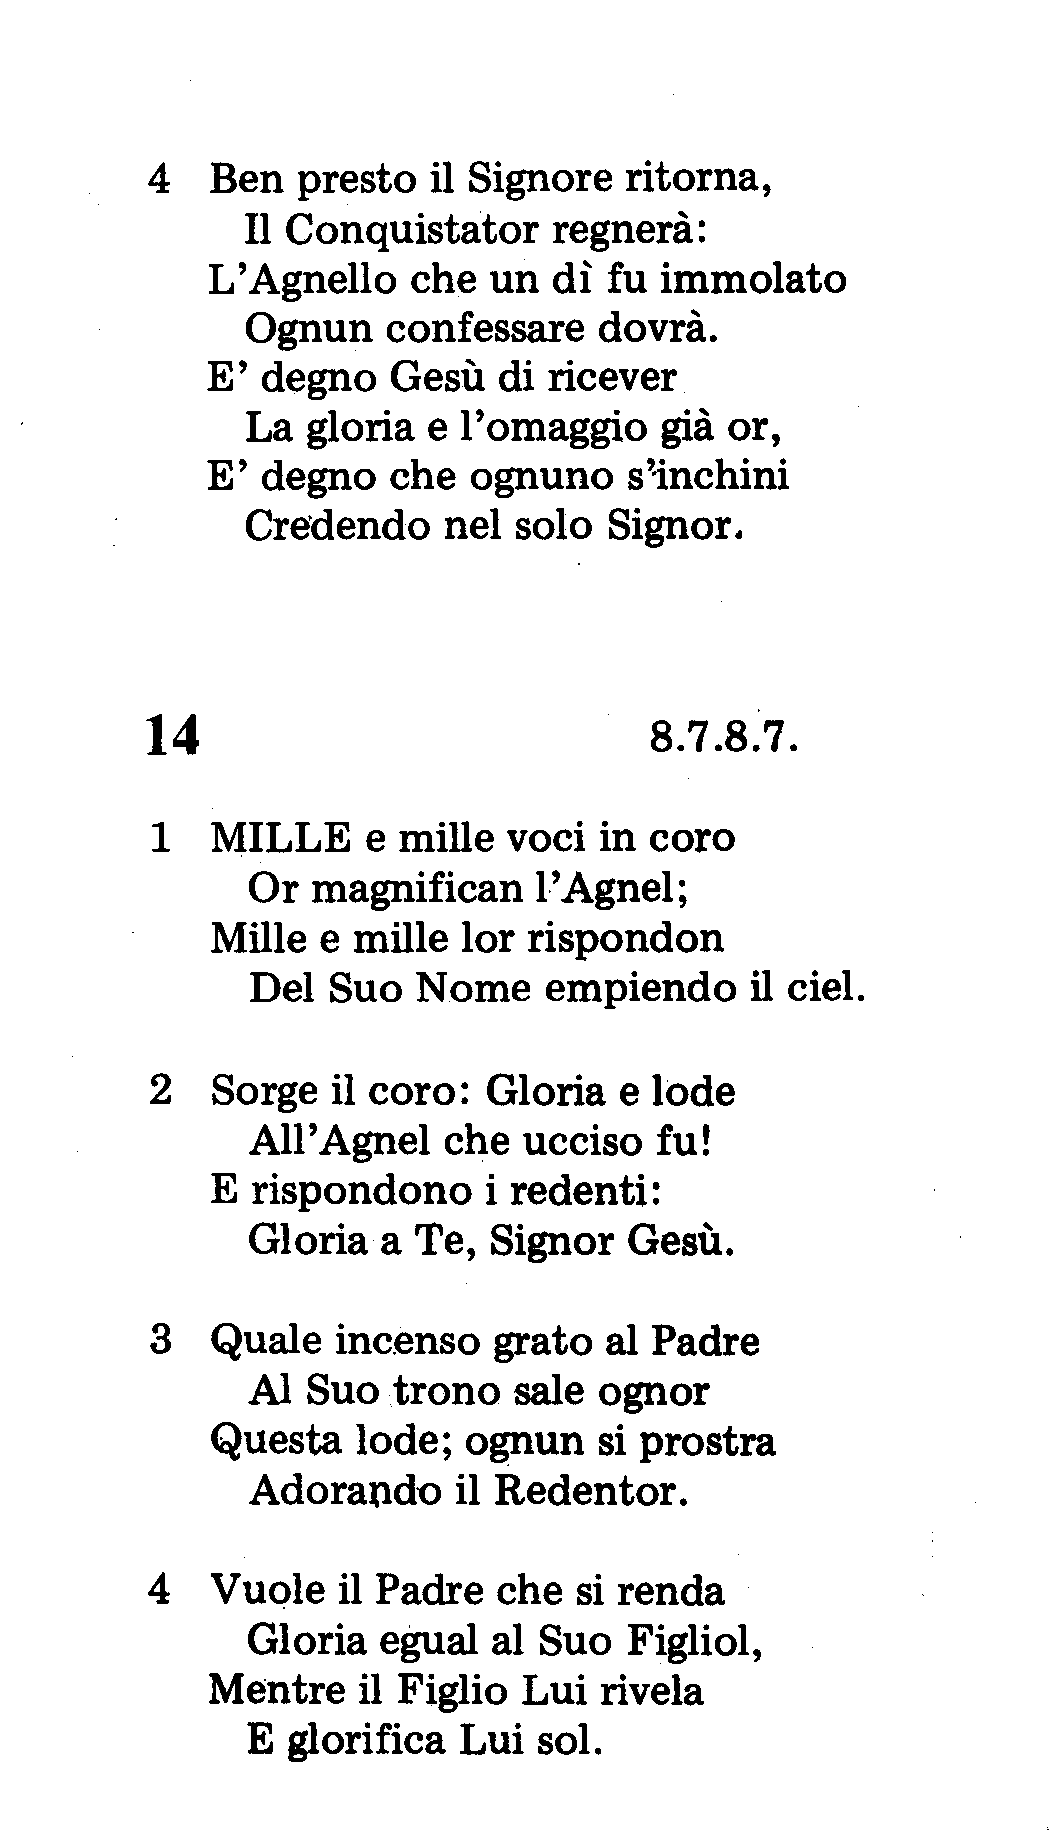 4 Ben presto il Signore ritorna,
Il Conquistator regnerà:
L'Agnello che un dì fu immolato
Ognun confessare dovrà.
E' degno Gesù di ricever
La gloria e l'omaggio già or,
E' degno che ognuno s'inchini
Credendo nel solo Signor.
14 8.7.8.7.
1 MILLE e mille voci in coro
Or magnifican l'Agnel;
Mille e mille lor rispondon
Del Suo Nome empiendo il ciel.
2 Sorge il coro: Gloria e lode
All'Agnel che ucciso fu!
E rispondono i redenti:
Gloria a Te, Signor Gesù.
3 Quale incenso grato al Padre
Al Suo trono sale ognor
Questa lode; ognun si prostra
Adorando il Redentor.
4 Vuole il Padre che si renda
Gloria egual al Suo Figliol,
Mentre il Figlio Lui rivela
E glorifica Lui sol.